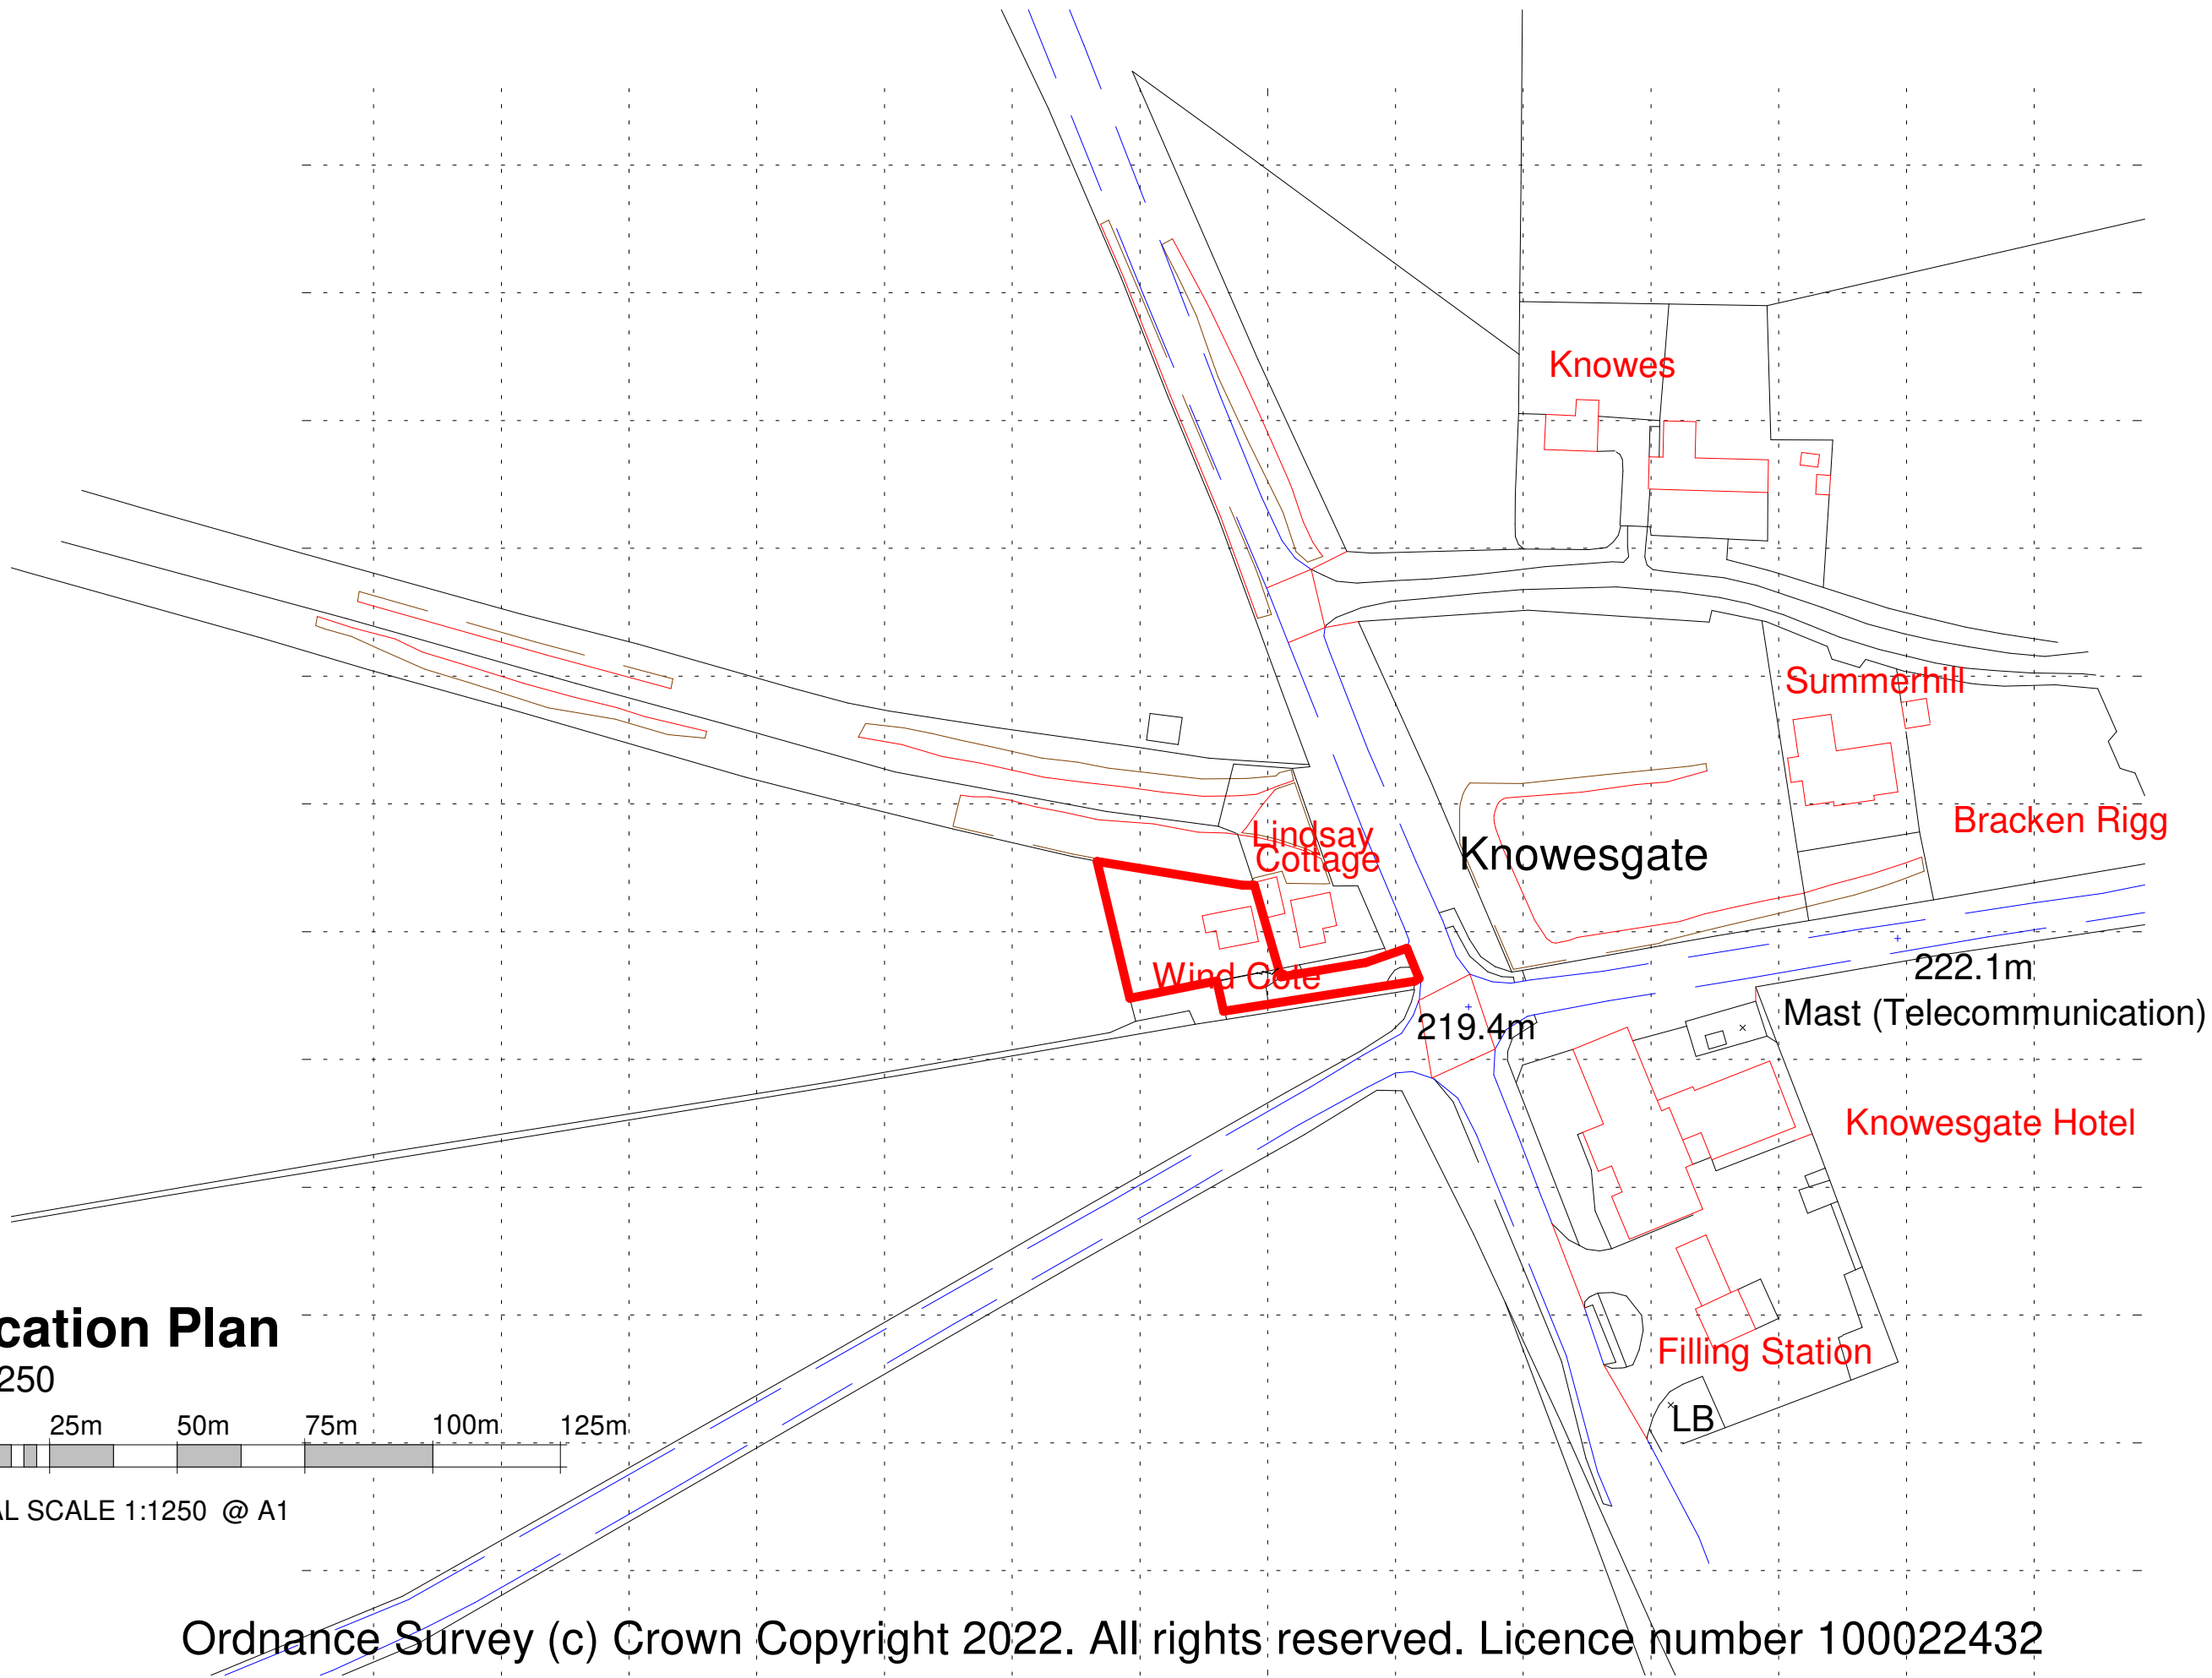 Knowes
Summerhill
Bracken Rigg
Lindsay
Cottage
Knowesgate
Wind Cote
222.1m
Mast (Telecommunication)
219.4m
Knowesgate Hotel
Filling Station
LB
cation Plan
250
25m 50m 75m 100m 125m
AL SCALE 1:1250 @ A1
Ordnance Survey (c) Crown Copyright 2022. All rights reserved. Licence number 100022432